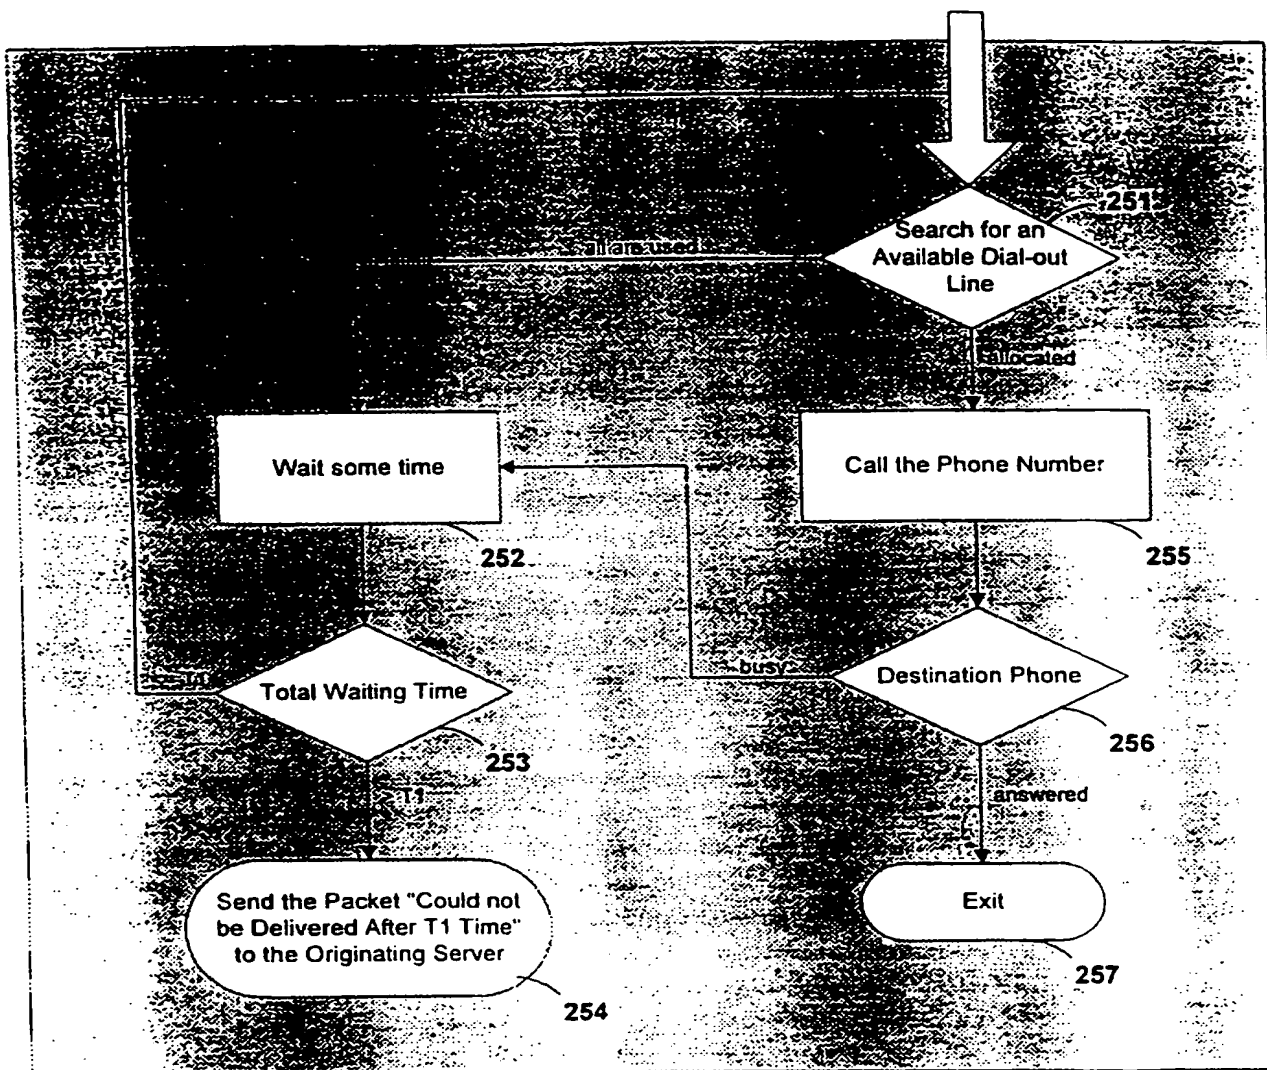 251
Search for an
Available Dial-out
Line
all are used
allocated
Wait some time
Call the Phone Number
252
255
Total Waiting Time
busy
Destination Phone
253
256
T1
answered
Send the Packet "Could not
be Delivered After T1 Time"
to the Originating Server
Exit
254
257